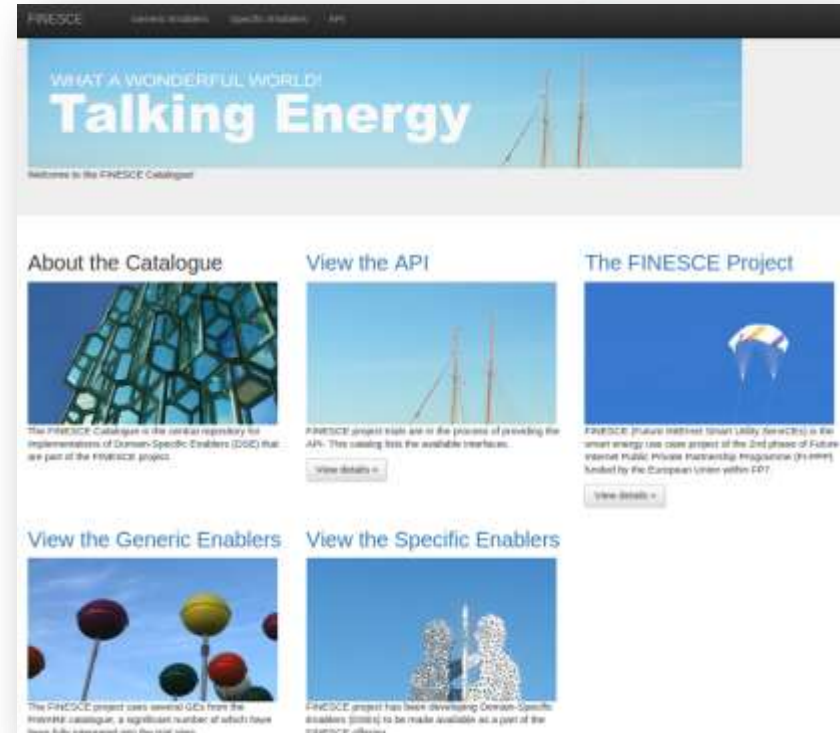 FINESCE Generic Enablers Specific Enablers API
WHAT A WONDERFUL WORLD!
Talking Energy
Welcome to the FINESCE Catalogue!
About the Catalogue
The FINESCE Catalogue is the central repository for
implementations of Domain-Specific Enablers (DSE) that
are part of the FINESCE project.
View the API
FINESCE project trials are in the process of providing the
API. This catalog lists the available interfaces.
View details »
The FINESCE Project
FINESCE (Future INtErnet Smart Utility ServiCEs) is the
smart energy use case project of the 2nd phase of Future
Internet Public Private Partnership Programme (FI-PPP)
funded by the European Union within FP7.
View details »
View the Generic Enablers
The FINESCE project uses several GEs from the
FIWARE catalogue, a significant number of which have
been fully integrated into the trial sites.
View the Specific Enablers
FINESCE project has been developing Domain-Specific
Enablers (DSEs) to be made available as a part of the
FINESCE offering.